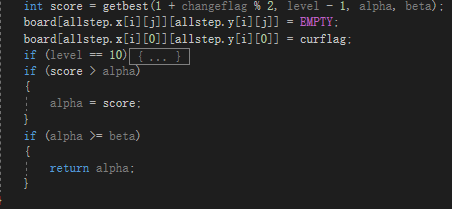 int score = getbest(1 + changeflag % 2, level - 1, alpha, beta);
board[allstep.x[i][j]][allstep.y[i][j]] = EMPTY;
board[allstep.x[i][0]][allstep.y[i][0]] = curflag;
if (level == 10){ ... }
if (score > alpha)
{
alpha = score;
}
if (alpha >= beta)
{
return alpha;
}